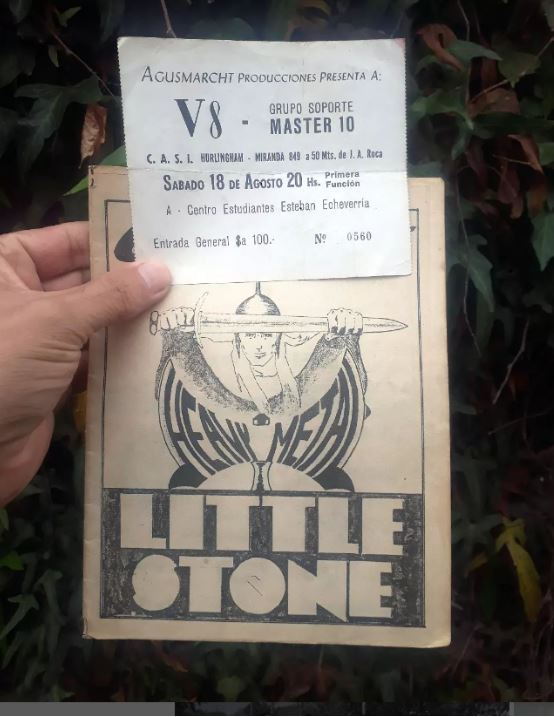 AGUSMARCHT PRODUCCIONES PRESENTA A:
V8 - GRUPO SOPORTE
MASTER 10
C. A. S. I. HURLINGHAM - MIRANDA 849 a 50 Mts. de J. A. Roca
SABADO 18 DE AGOSTO 20 Hs. Primera
Función
A - Centro Estudiantes Esteban Echeverria
Entrada General $a 100.- Nº 0560
HEAVY METAL
LITTLE
STONE